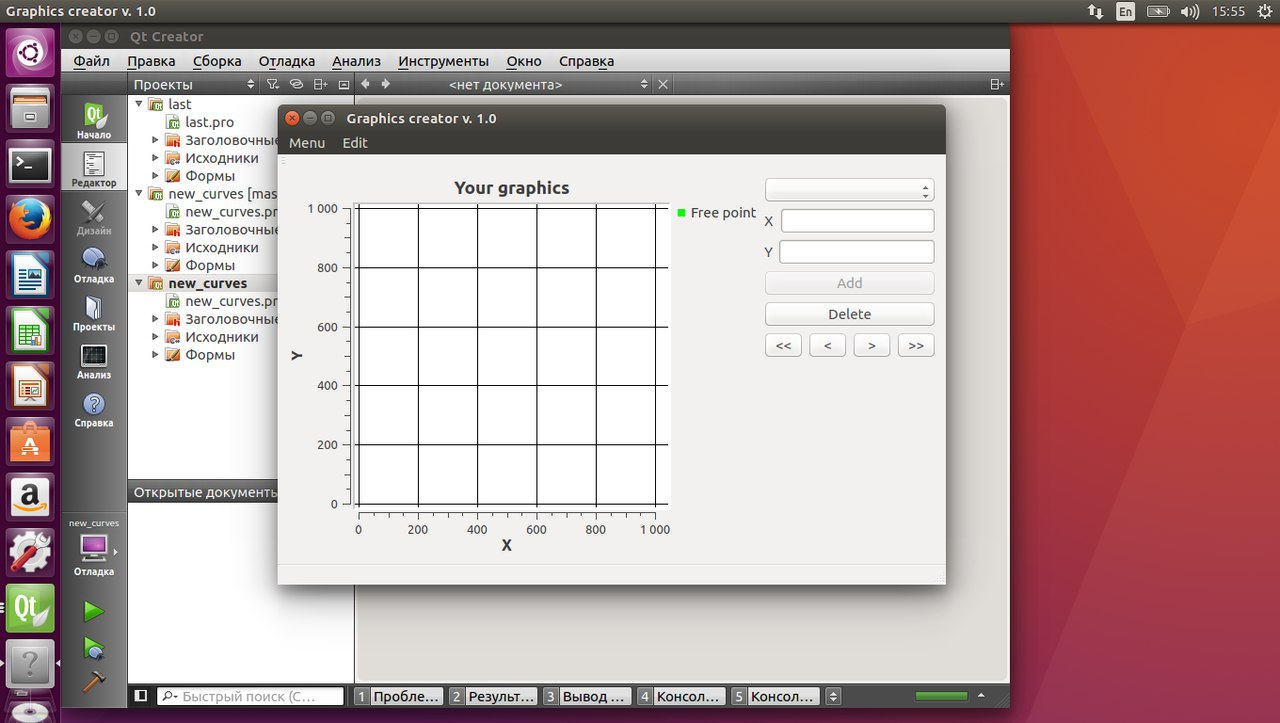 Graphics creator v. 1.0
En
15:55
Qt Creator
Файл Правка Сборка Отладка Анализ Инструменты Окно Справка
Проекты
<нет документа>
Начало
Редактор
Дизайн
Отладка
Проекты
Анализ
Справка
new_curves
Отладка
last
last.pro
Заголовочные
Исходники
Формы
new_curves [mas
new_curves.pr
Заголовочные
Исходники
Формы
new_curves
new_curves.pr
Заголовочные
Исходники
Формы
Открытые документы
Graphics creator v. 1.0
Menu Edit
Your graphics
1 000
800
600
400
200
0
Y
0 200 400 600 800 1 000
X
Free point
X
Y
Add
Delete
<< < > >>
Быстрый поиск (С...
1 Пробле... 2 Результ... 3 Вывод ... 4 Консол... 5 Консол...